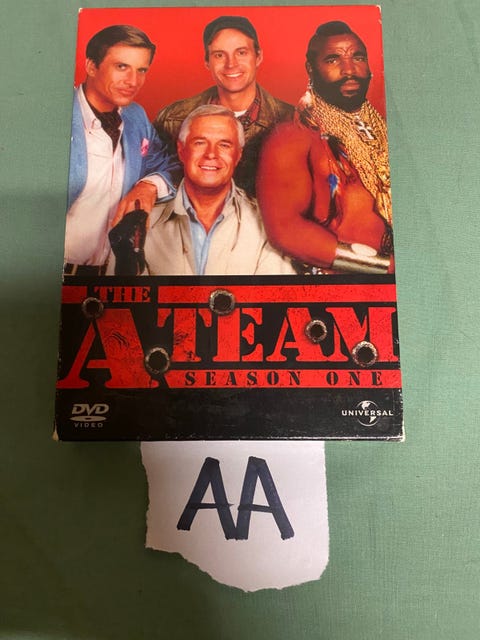 THE
A-TEAM
SEASON ONE
DVD
VIDEO
UNIVERSAL
AA